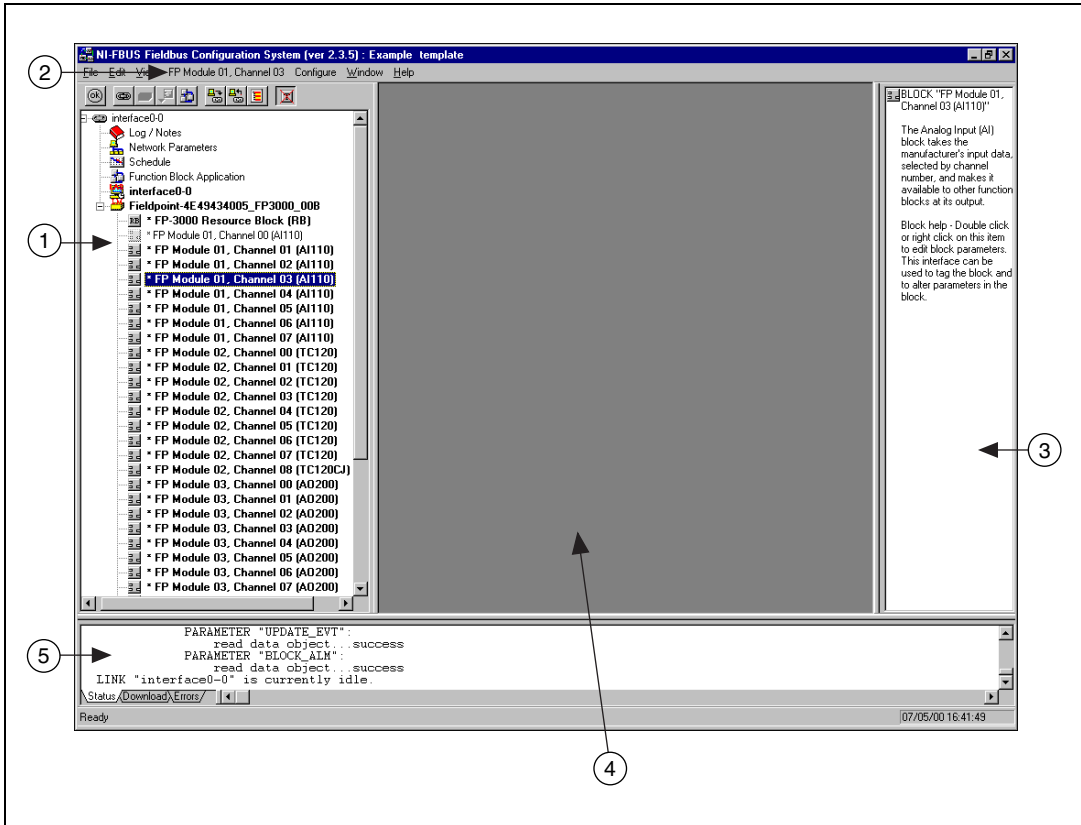 NI-FBUS Fieldbus Configuration System (ver 2.3.5) : Example template
2
File Edit Vi FP Module 01, Channel 03 Configure Window Help
ok
interface0-0
Log / Notes
Network Parameters
Schedule
Function Block Application
interface0-0
Fieldpoint-4E49434005_FP3000_00B
RB * FP-3000 Resource Block (RB)
1
* FP Module 01, Channel 00 (AI110)
* FP Module 01, Channel 01 (AI110)
* FP Module 01, Channel 02 (AI110)
* FP Module 01, Channel 03 (AI110)
* FP Module 01, Channel 04 (AI110)
* FP Module 01, Channel 05 (AI110)
* FP Module 01, Channel 06 (AI110)
* FP Module 01, Channel 07 (AI110)
* FP Module 02, Channel 00 (TC120)
* FP Module 02, Channel 01 (TC120)
* FP Module 02, Channel 02 (TC120)
* FP Module 02, Channel 03 (TC120)
* FP Module 02, Channel 04 (TC120)
* FP Module 02, Channel 05 (TC120)
* FP Module 02, Channel 06 (TC120)
* FP Module 02, Channel 07 (TC120)
* FP Module 02, Channel 08 (TC120CJ)
* FP Module 03, Channel 00 (AO200)
* FP Module 03, Channel 01 (AO200)
* FP Module 03, Channel 02 (AO200)
* FP Module 03, Channel 03 (AO200)
* FP Module 03, Channel 04 (AO200)
* FP Module 03, Channel 05 (AO200)
* FP Module 03, Channel 06 (AO200)
* FP Module 03, Channel 07 (AO200)
BLOCK "FP Module 01,
Channel 03 (AI110)"
The Analog Input (AI)
block takes the
manufacturer's input data,
selected by channel
number, and makes it
available to other function
blocks at its output.
Block help - Double click
or right click on this item
to edit block parameters.
This interface can be
used to tag the block and
to alter parameters in the
block.
3
PARAMETER "UPDATE_EVT":
read data object...success
PARAMETER "BLOCK_ALM":
read data object...success
LINK "interface0-0" is currently idle.
5
Status Download Errors
Ready
07/05/00 16:41:49
4